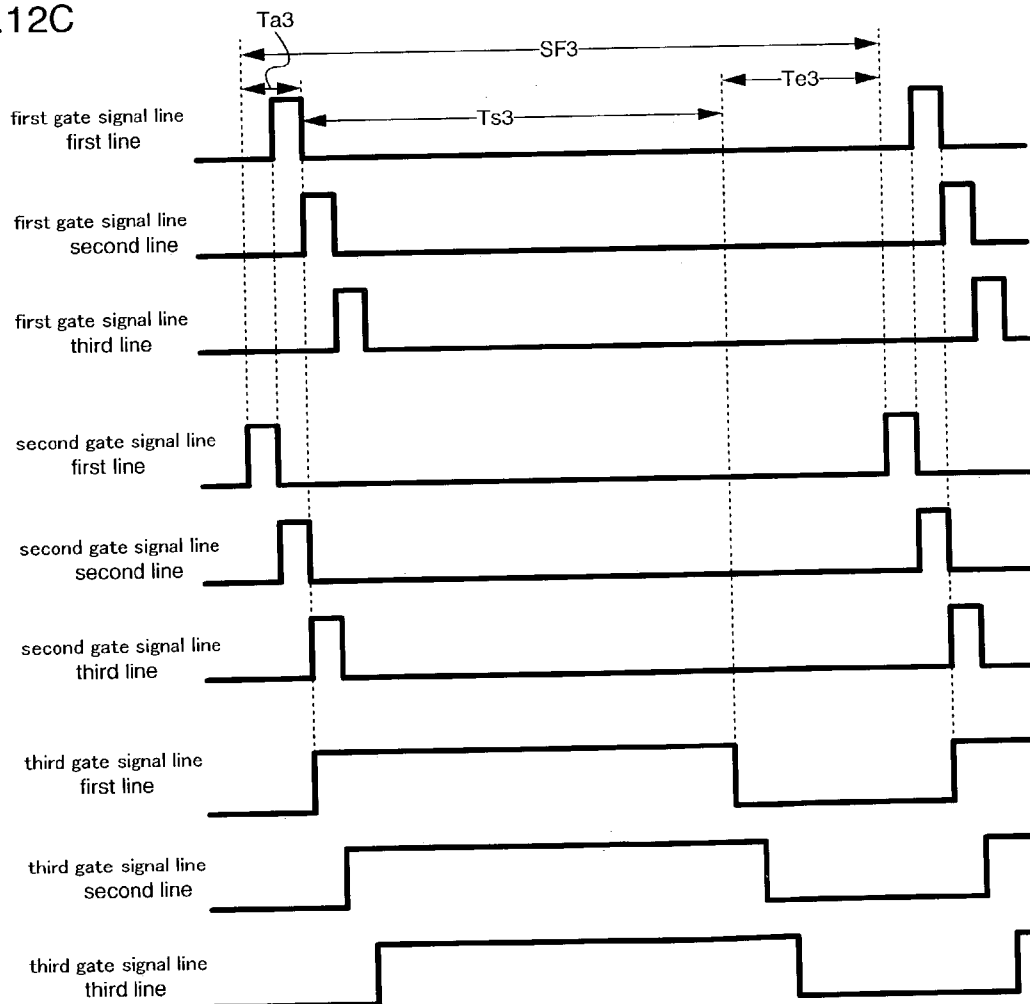 .12C
Ta3
SF3
Te3
Ts3
first gate signal line
first line
first gate signal line
second line
first gate signal line
third line
second gate signal line
first line
second gate signal line
second line
second gate signal line
third line
third gate signal line
first line
third gate signal line
second line
third gate signal line
third line